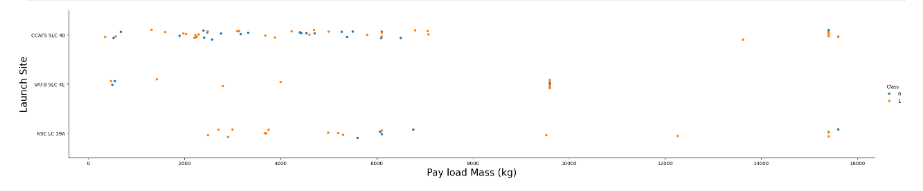 Launch Site
CCAFS SLC 40
VAFB SLC 4E
KSC LC 39A
0 2000 4000 6000 8000 10000 12000 14000 16000
Pay load Mass (kg)
Class
0
1